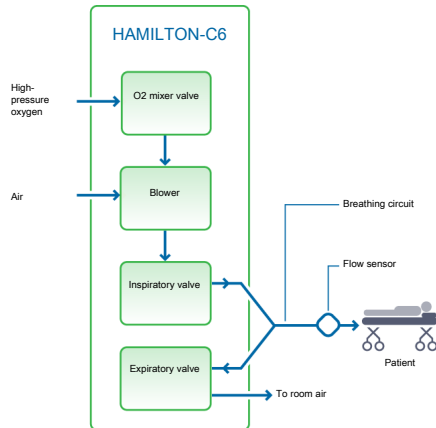 HAMILTON-C6
High-
pressure
oxygen
O2 mixer valve
Air
Blower
Breathing circuit
Flow sensor
Inspiratory valve
Patient
Expiratory valve
To room air